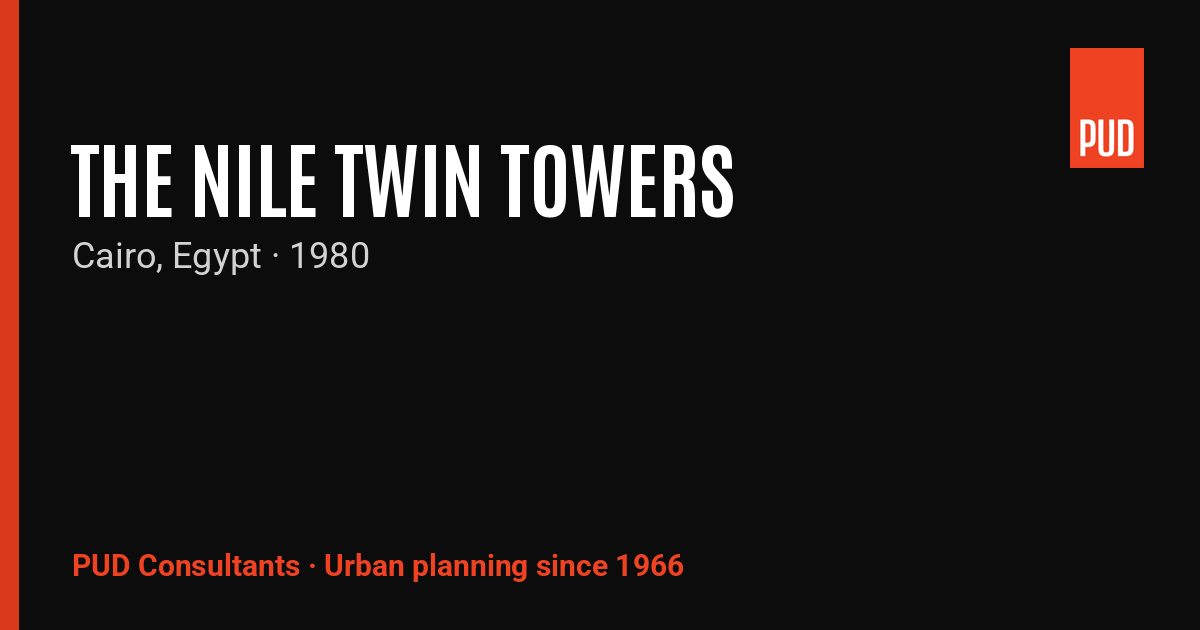 PUD
THE NILE TWIN TOWERS
Cairo, Egypt · 1980
PUD Consultants · Urban planning since 1966